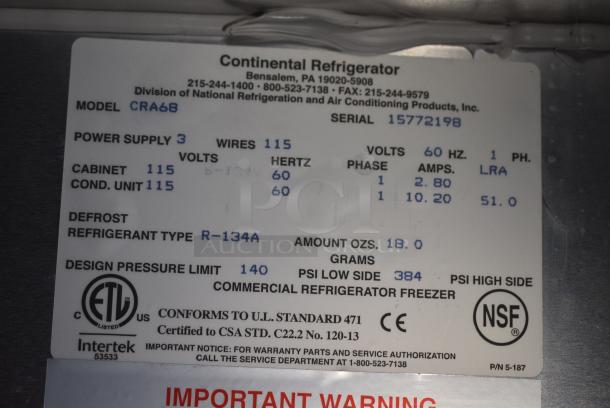 Continental Refrigerator
Bensalem, PA 19020-5908
215-244-1400 • 800-523-7138 • FAX: 215-244-9579
Division of National Refrigeration and Air Conditioning Products, Inc.
MODEL CRA68 SERIAL 15772198
POWER SUPPLY 3 WIRES 115 VOLTS 60 HZ. 1 PH.
VOLTS HERTZ PHASE AMPS. LRA
CABINET 115 60 1 2.80
COND. UNIT 115 60 1 10.20 51.0
DEFROST
REFRIGERANT TYPE R-134A AMOUNT OZS. 18.0
GRAMS
DESIGN PRESSURE LIMIT 140 PSI LOW SIDE 384 PSI HIGH SIDE
COMMERCIAL REFRIGERATOR FREEZER
C ETL LISTED US
CONFORMS TO U.L. STANDARD 471
Certified to CSA STD. C22.2 No. 120-13
CE
NSF ®
Intertek
53533
IMPORTANT NOTICE: FOR WARRANTY PARTS AND SERVICE AUTHORIZATION
CALL THE SERVICE DEPARTMENT AT 1-800-523-7138
P/N 5-187
IMPORTANT WARNING
PCI
AUCTION GROUP